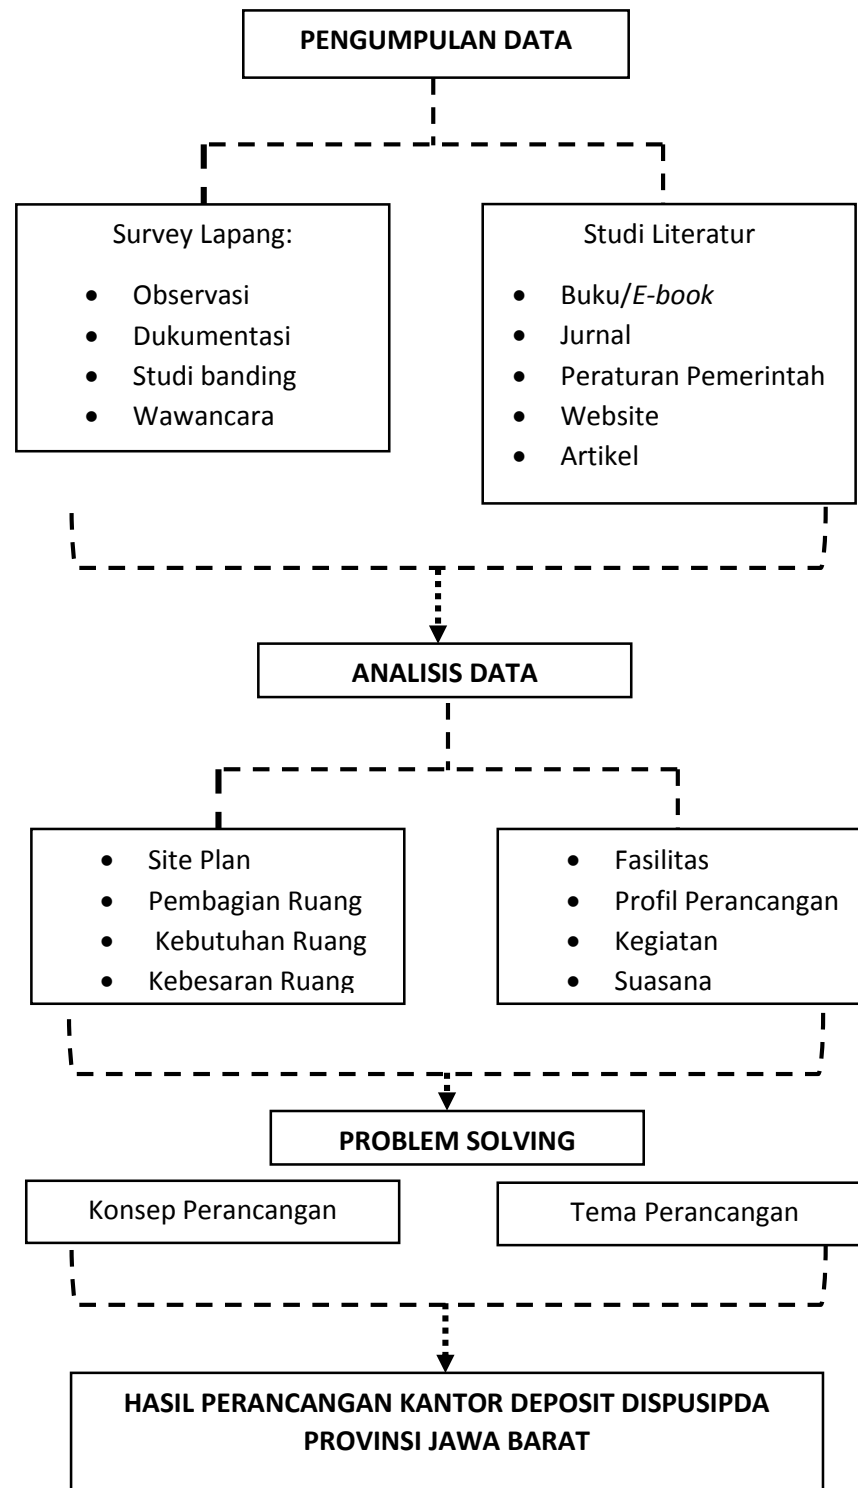 PENGUMPULAN DATA
Survey Lapang:
• Observasi
• Dukumentasi
• Studi banding
• Wawancara
Studi Literatur
• Buku/E-book
• Jurnal
• Peraturan Pemerintah
• Website
• Artikel
ANALISIS DATA
• Site Plan
• Pembagian Ruang
• Kebutuhan Ruang
• Kebesaran Ruang
• Fasilitas
• Profil Perancangan
• Kegiatan
• Suasana
PROBLEM SOLVING
Konsep Perancangan
Tema Perancangan
HASIL PERANCANGAN KANTOR DEPOSIT DISPUSIPDA
PROVINSI JAWA BARAT